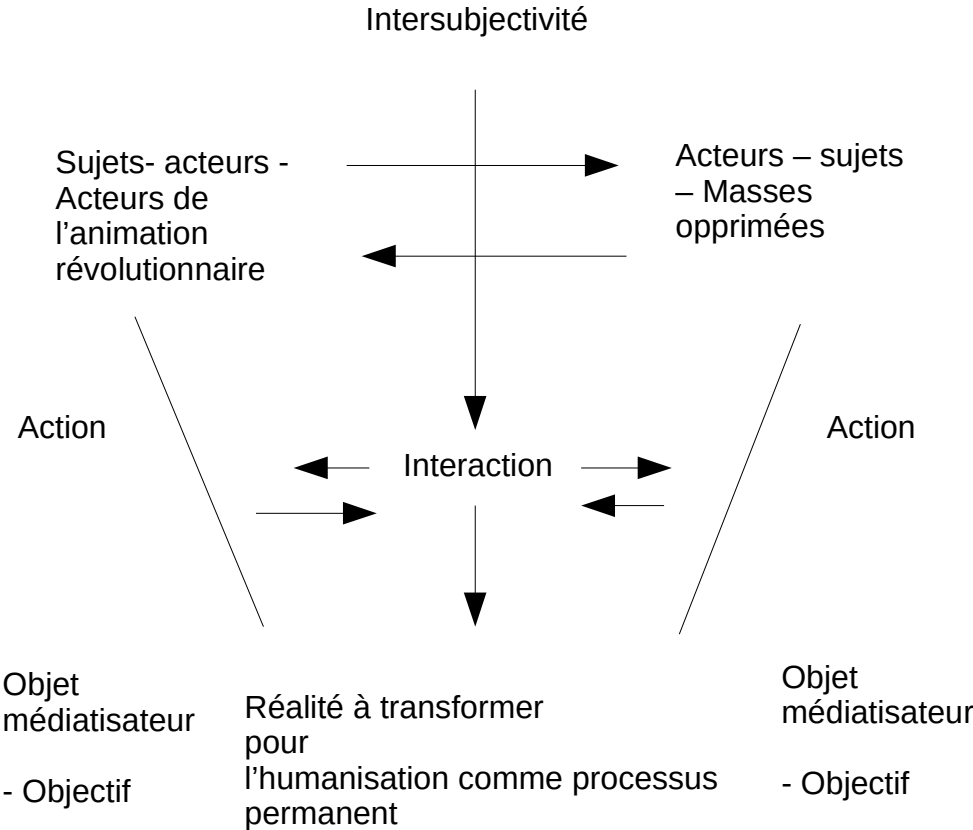 Intersubjectivité
Sujets- acteurs -
Acteurs de
l’animation
révolutionnaire
Acteurs – sujets
– Masses
opprimées
Action
Interaction
Action
Objet
médiatisateur
- Objectif
Réalité à transformer
pour
l’humanisation comme processus
permanent
Objet
médiatisateur
- Objectif